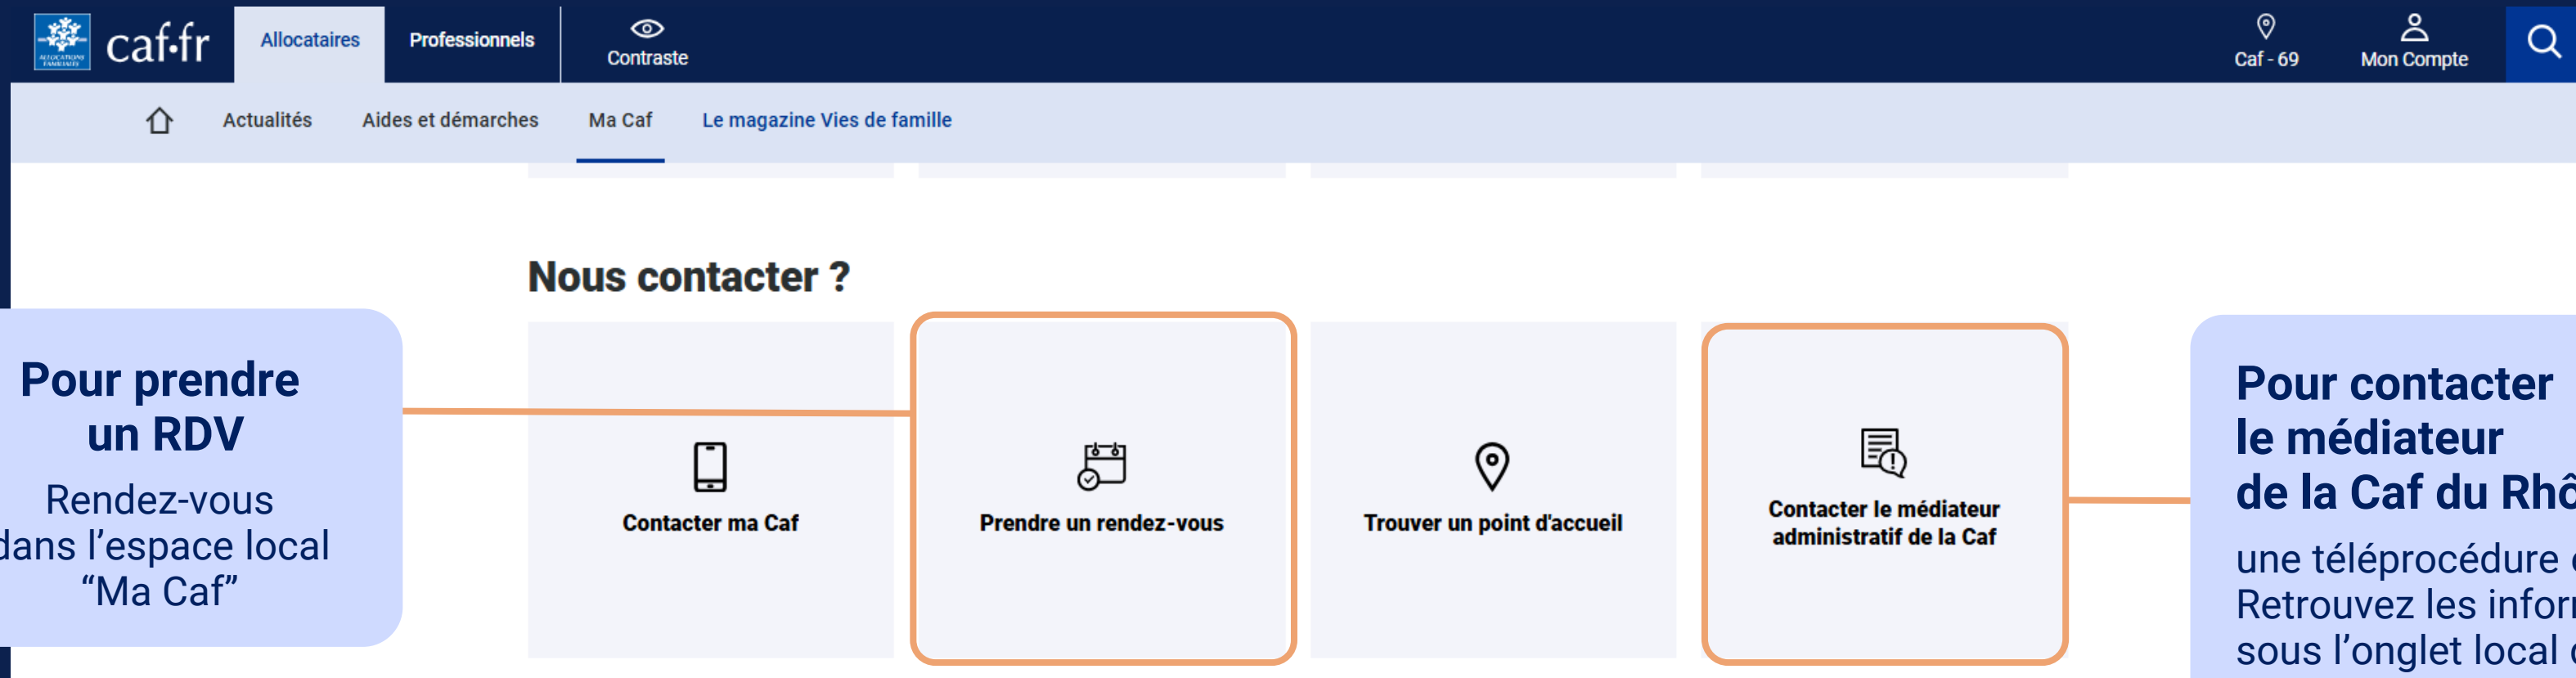 ALLOCATIONS
FAMILIALES
caf.fr
Allocataires
Professionnels
Contraste
Caf - 69
Mon Compte
Actualités
Aides et démarches
Ma Caf
Le magazine Vies de famille
Nous contacter ?
Pour prendre
un RDV
Rendez-vous
dans l’espace local
“Ma Caf”
Contacter ma Caf
Prendre un rendez-vous
Trouver un point d'accueil
Contacter le médiateur
administratif de la Caf
Pour contacter
le médiateur
de la Caf du
une téléprocédure
Retrouvez les
sous l’onglet local